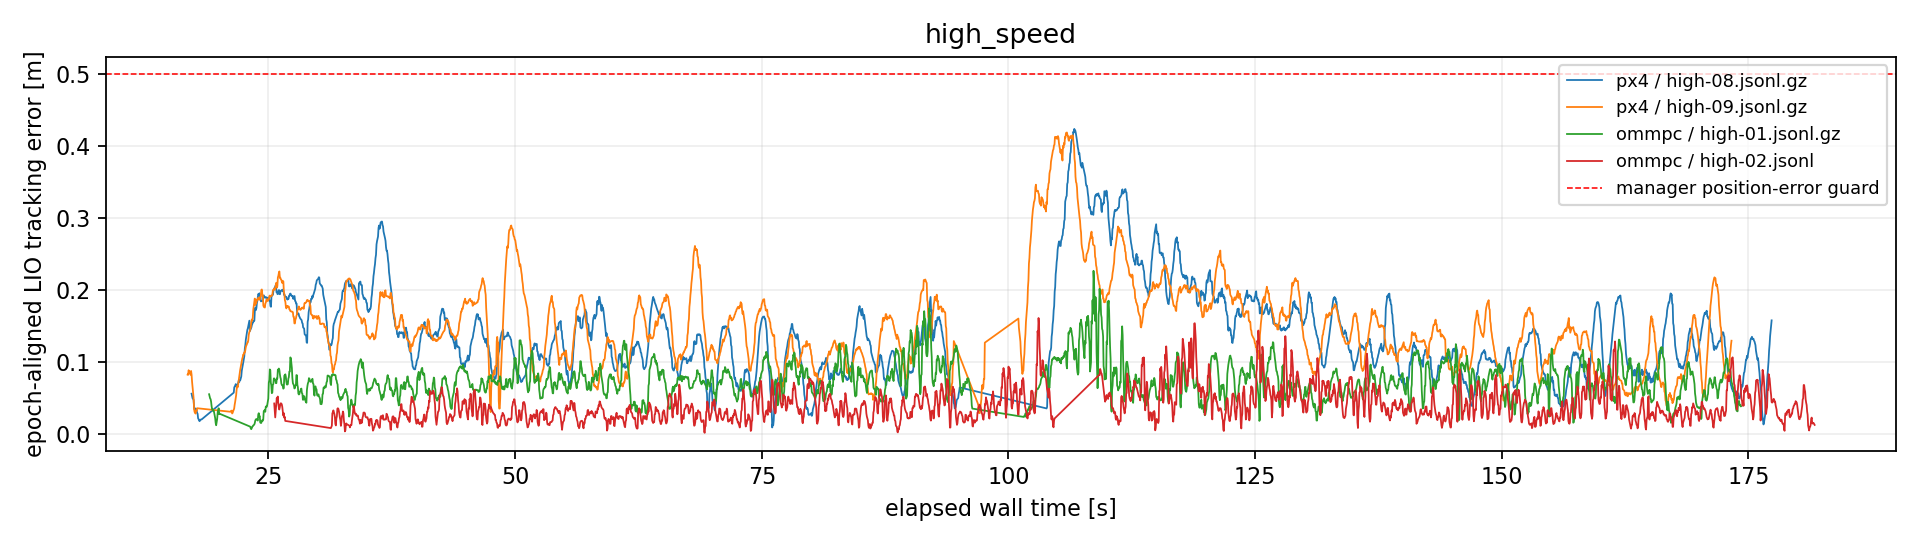 high_speed
epoch-aligned LIO tracking error [m]
0.5
0.4
0.3
0.2
0.1
0.0
px4 / high-08.jsonl.gz
px4 / high-09.jsonl.gz
ommpc / high-01.jsonl.gz
ommpc / high-02.jsonl
manager position-error guard
25
50
75
100
125
150
175
elapsed wall time [s]